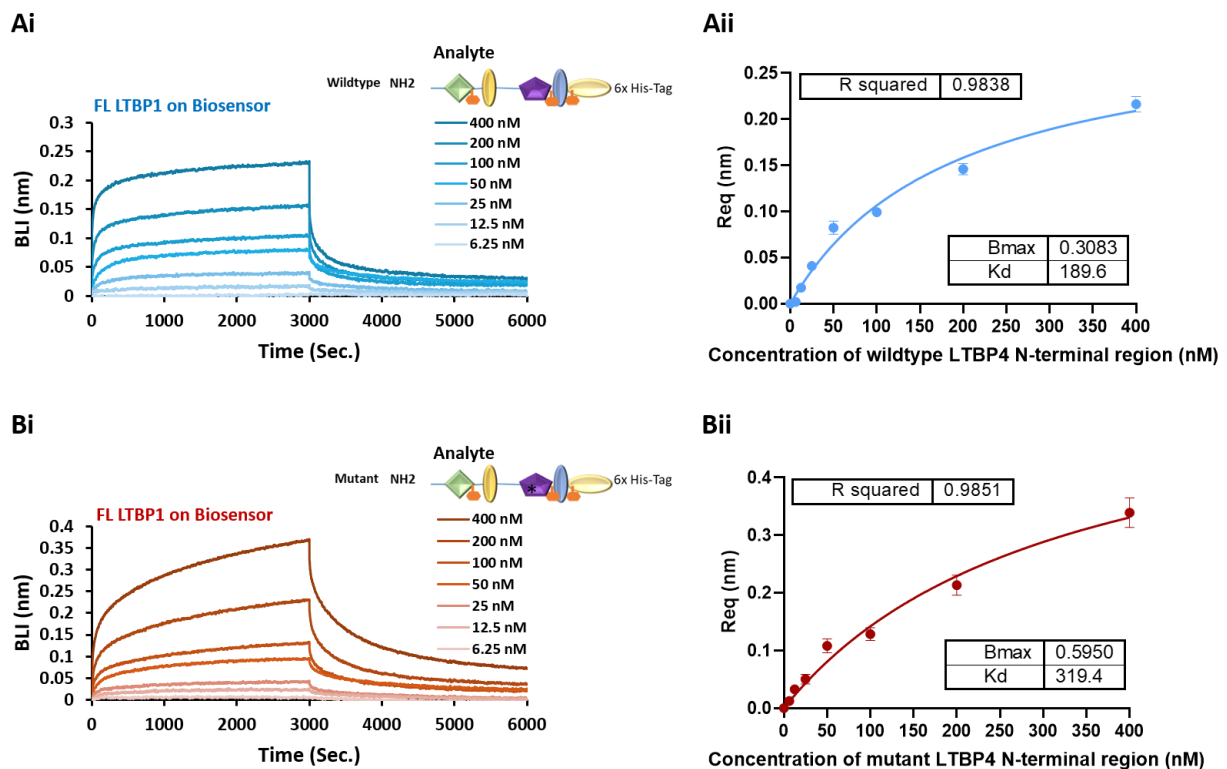 Ai
Analyte
Wildtype NH2
6x His-Tag
FL LTBP1 on Biosensor
400 nM
200 nM
100 nM
50 nM
25 nM
12.5 nM
6.25 nM
BLI (nm)
0.3
0.25
0.2
0.15
0.1
0.05
0
0 1000 2000 3000 4000 5000 6000
Time (Sec.)
Aii
R squared 0.9838
Bmax 0.3083
Kd 189.6
Req (nm)
0.25
0.20
0.15
0.10
0.05
0.00
0 50 100 150 200 250 300 350 400
Concentration of wildtype LTBP4 N-terminal region (nM)
Bi
Analyte
Mutant NH2
*
6x His-Tag
FL LTBP1 on Biosensor
400 nM
200 nM
100 nM
50 nM
25 nM
12.5 nM
6.25 nM
BLI (nm)
0.4
0.35
0.3
0.25
0.2
0.15
0.1
0.05
0
0 1000 2000 3000 4000 5000 6000
Time (Sec.)
Bii
R squared 0.9851
Bmax 0.5950
Kd 319.4
Req (nm)
0.4
0.3
0.2
0.1
0.0
0 50 100 150 200 250 300 350 400
Concentration of mutant LTBP4 N-terminal region (nM)